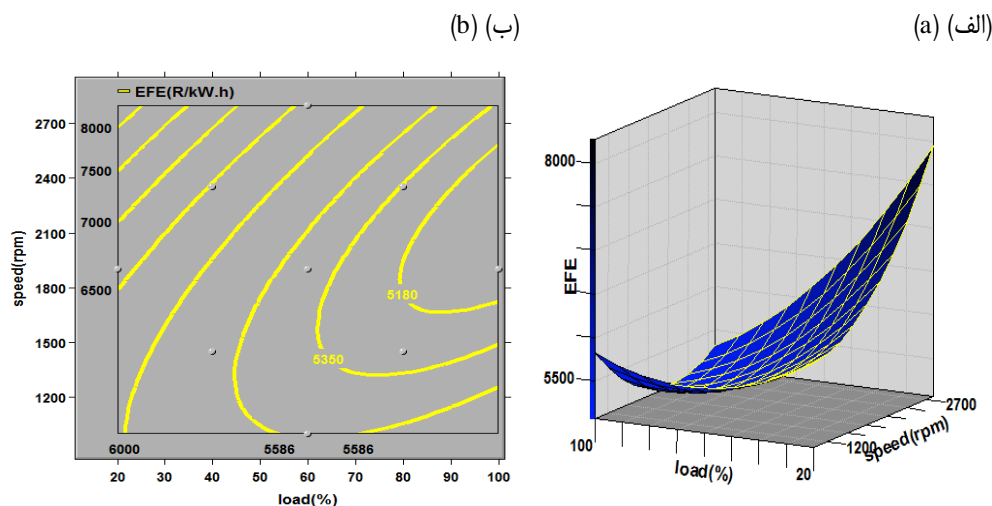 (الف) (a)
(ب) (b)
EFE(R/kW.h)
2700
2400
2100
1800
1500
1200
speed(rpm)
8000
7500
7000
6500
5180
5350
6000
5586
5586
20 30 40 50 60 70 80 90 100
load(%)
8000
EFE
5500
100
load(%)
20
1200
speed(rpm)
2700